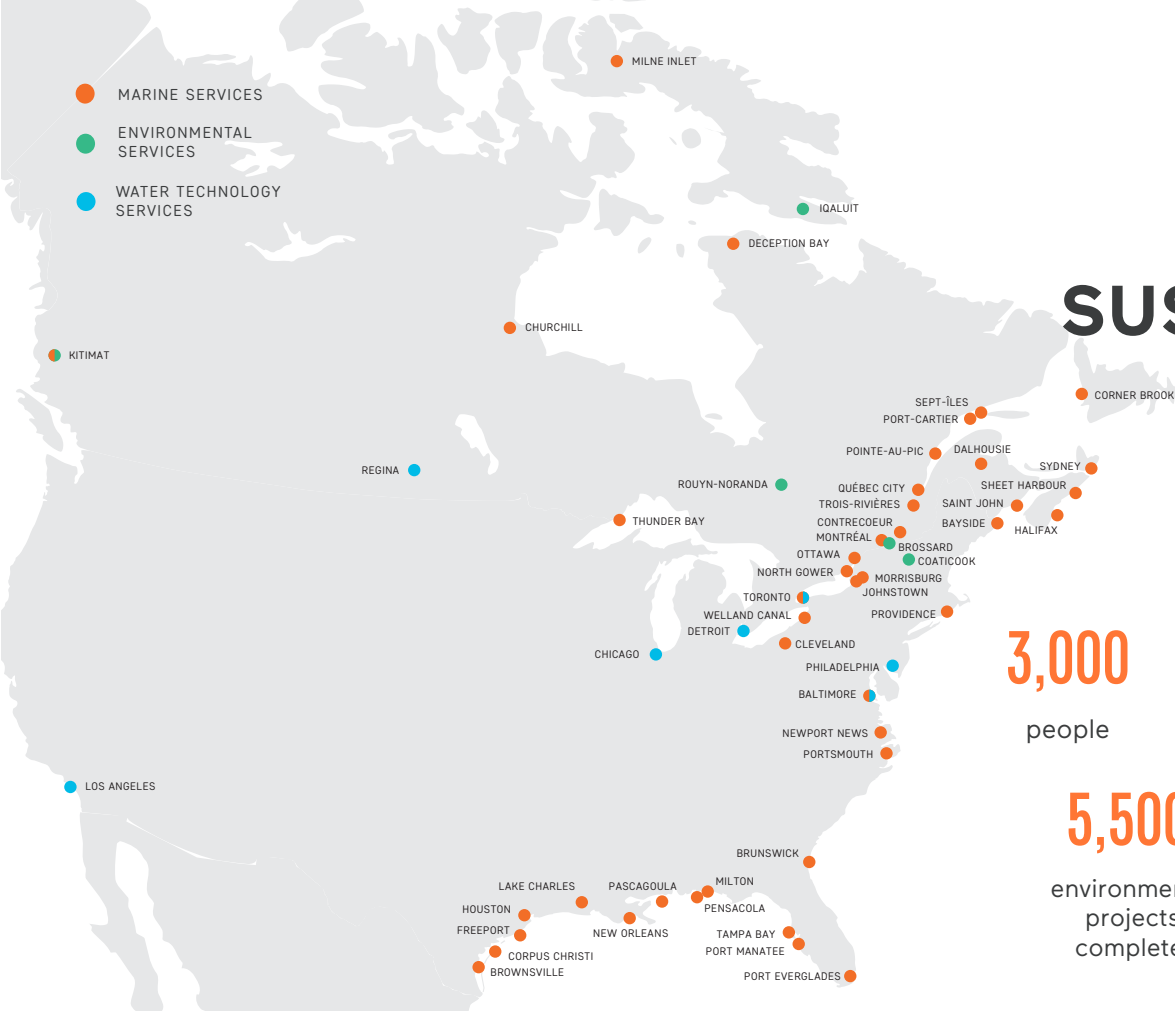 MILNE INLET
MARINE SERVICES
ENVIRONMENTAL
SERVICES
WATER TECHNOLOGY
SERVICES
IQALUIT
DECEPTION BAY
SUS
CHURCHILL
KITIMAT
CORNER BROOK
SEPT-ÎLES
PORT-CARTIER
POINTE-AU-PIC
DALHOUSIE
REGINA
SYDNEY
ROUYN-NORANDA
SHEET HARBOUR
QUÉBEC CITY
TROIS-RIVIÈRES
SAINT JOHN
THUNDER BAY
CONTRECOEUR
BAYSIDE
HALIFAX
MONTRÉAL
BROSSARD
OTTAWA
COATICOOK
NORTH GOWER
MORRISBURG
JOHNSTOWN
TORONTO
WELLAND CANAL
PROVIDENCE
DETROIT
CLEVELAND
CHICAGO
PHILADELPHIA
3,000
people
BALTIMORE
NEWPORT NEWS
PORTSMOUTH
LOS ANGELES
5,500
BRUNSWICK
environmen
projects
complete
LAKE CHARLES
PASCAGOULA
MILTON
HOUSTON
PENSACOLA
FREEPORT
NEW ORLEANS
TAMPA BAY
PORT MANATEE
CORPUS CHRISTI
BROWNSVILLE
PORT EVERGLADES